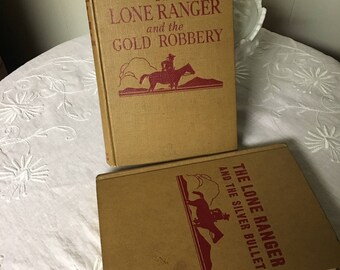 LONE RANGER
and the
GOLD ROBBERY
THE LONE RANGER
AND THE SILVER BULLET